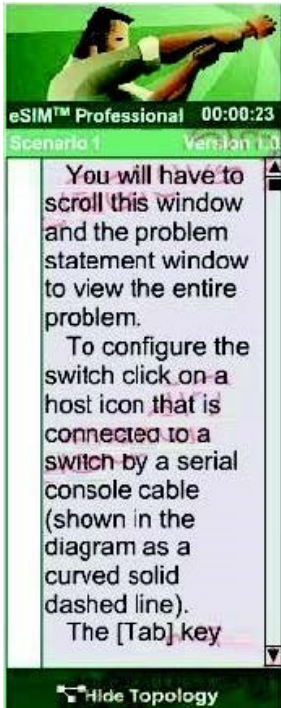 eSIM™ Professional 00:00:23
Scenario 1 Version 1.0
You will have to
scroll this window
and the problem
statement window
to view the entire
problem.
To configure the
switch click on a
host icon that is
connected to a
switch by a serial
console cable
(shown in the
diagram as a
curved solid
dashed line).
The [Tab] key
Hide Topology